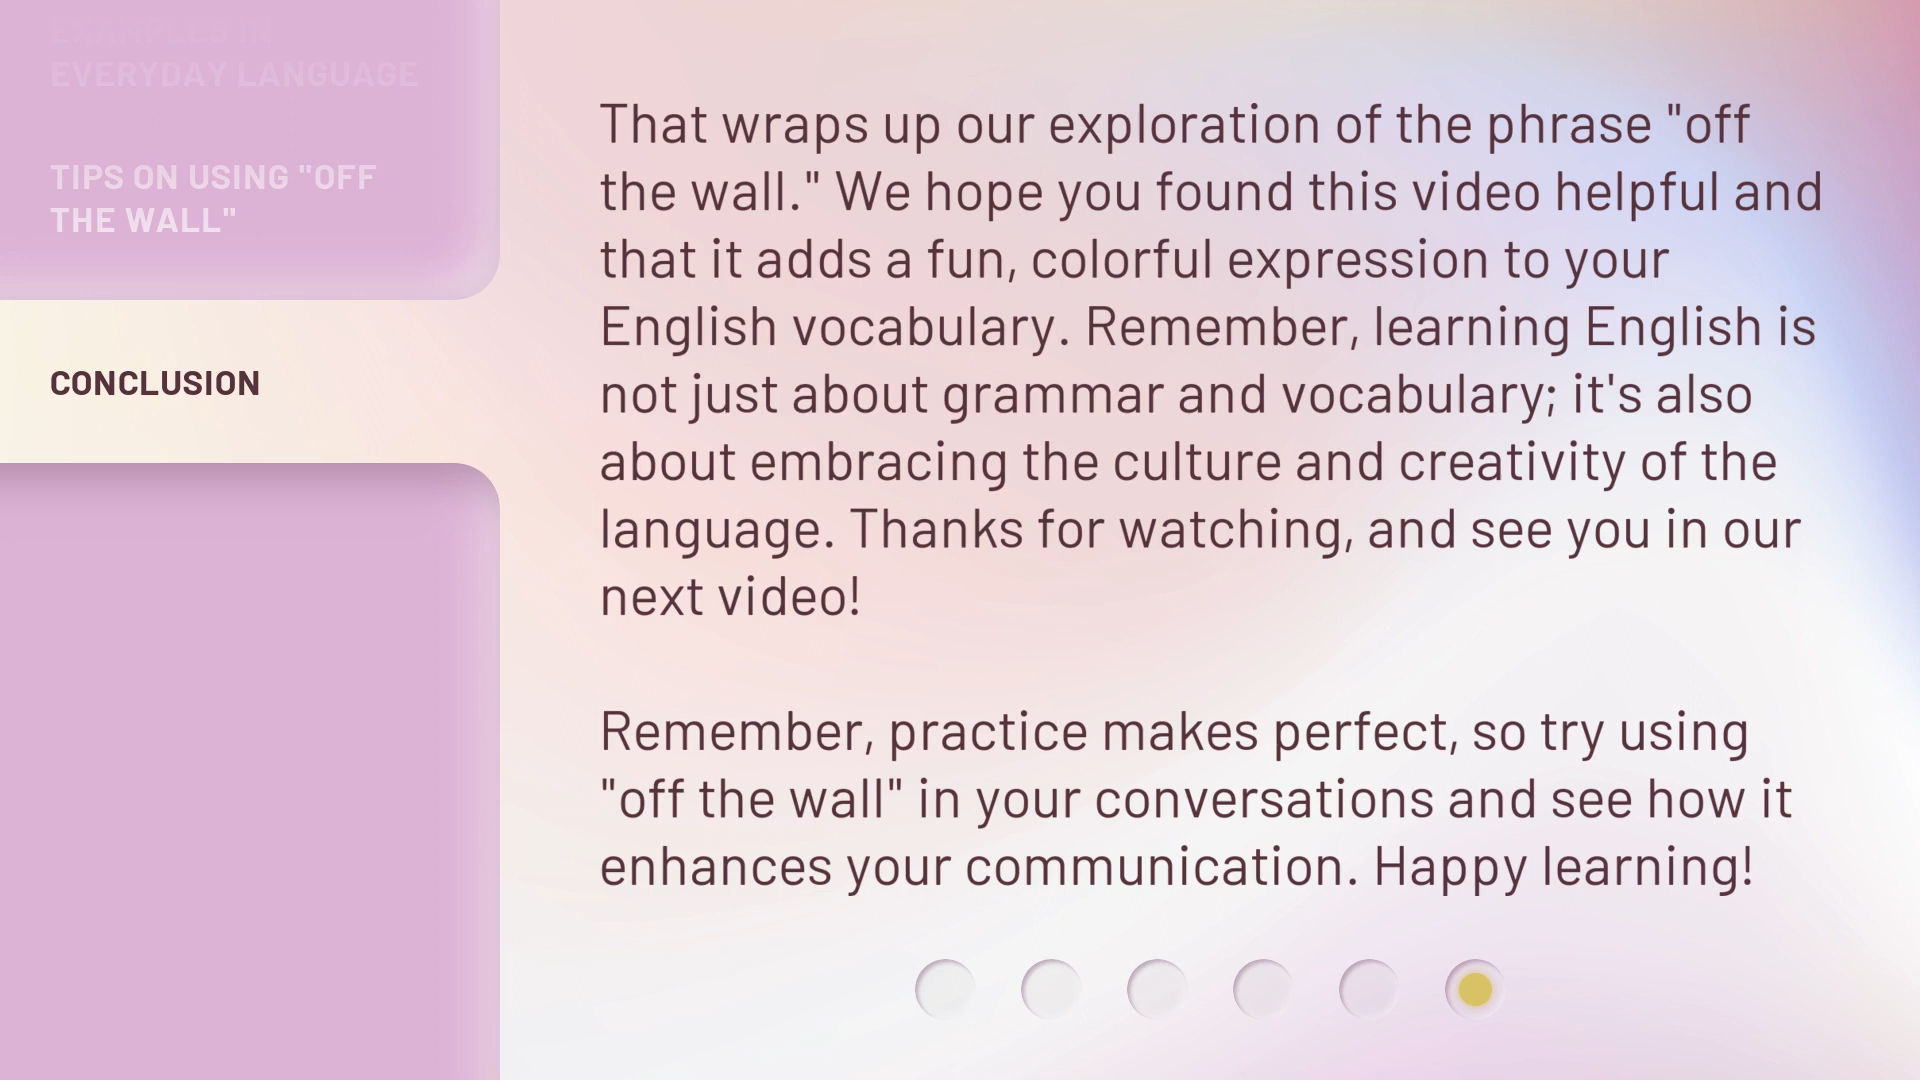 EXAMPLES IN
EVERYDAY LANGUAGE
TIPS ON USING "OFF
THE WALL"
CONCLUSION
That wraps up our exploration of the phrase "off
the wall." We hope you found this video helpful and
that it adds a fun, colorful expression to your
English vocabulary. Remember, learning English is
not just about grammar and vocabulary; it's also
about embracing the culture and creativity of the
language. Thanks for watching, and see you in our
next video!
Remember, practice makes perfect, so try using
"off the wall" in your conversations and see how it
enhances your communication. Happy learning!